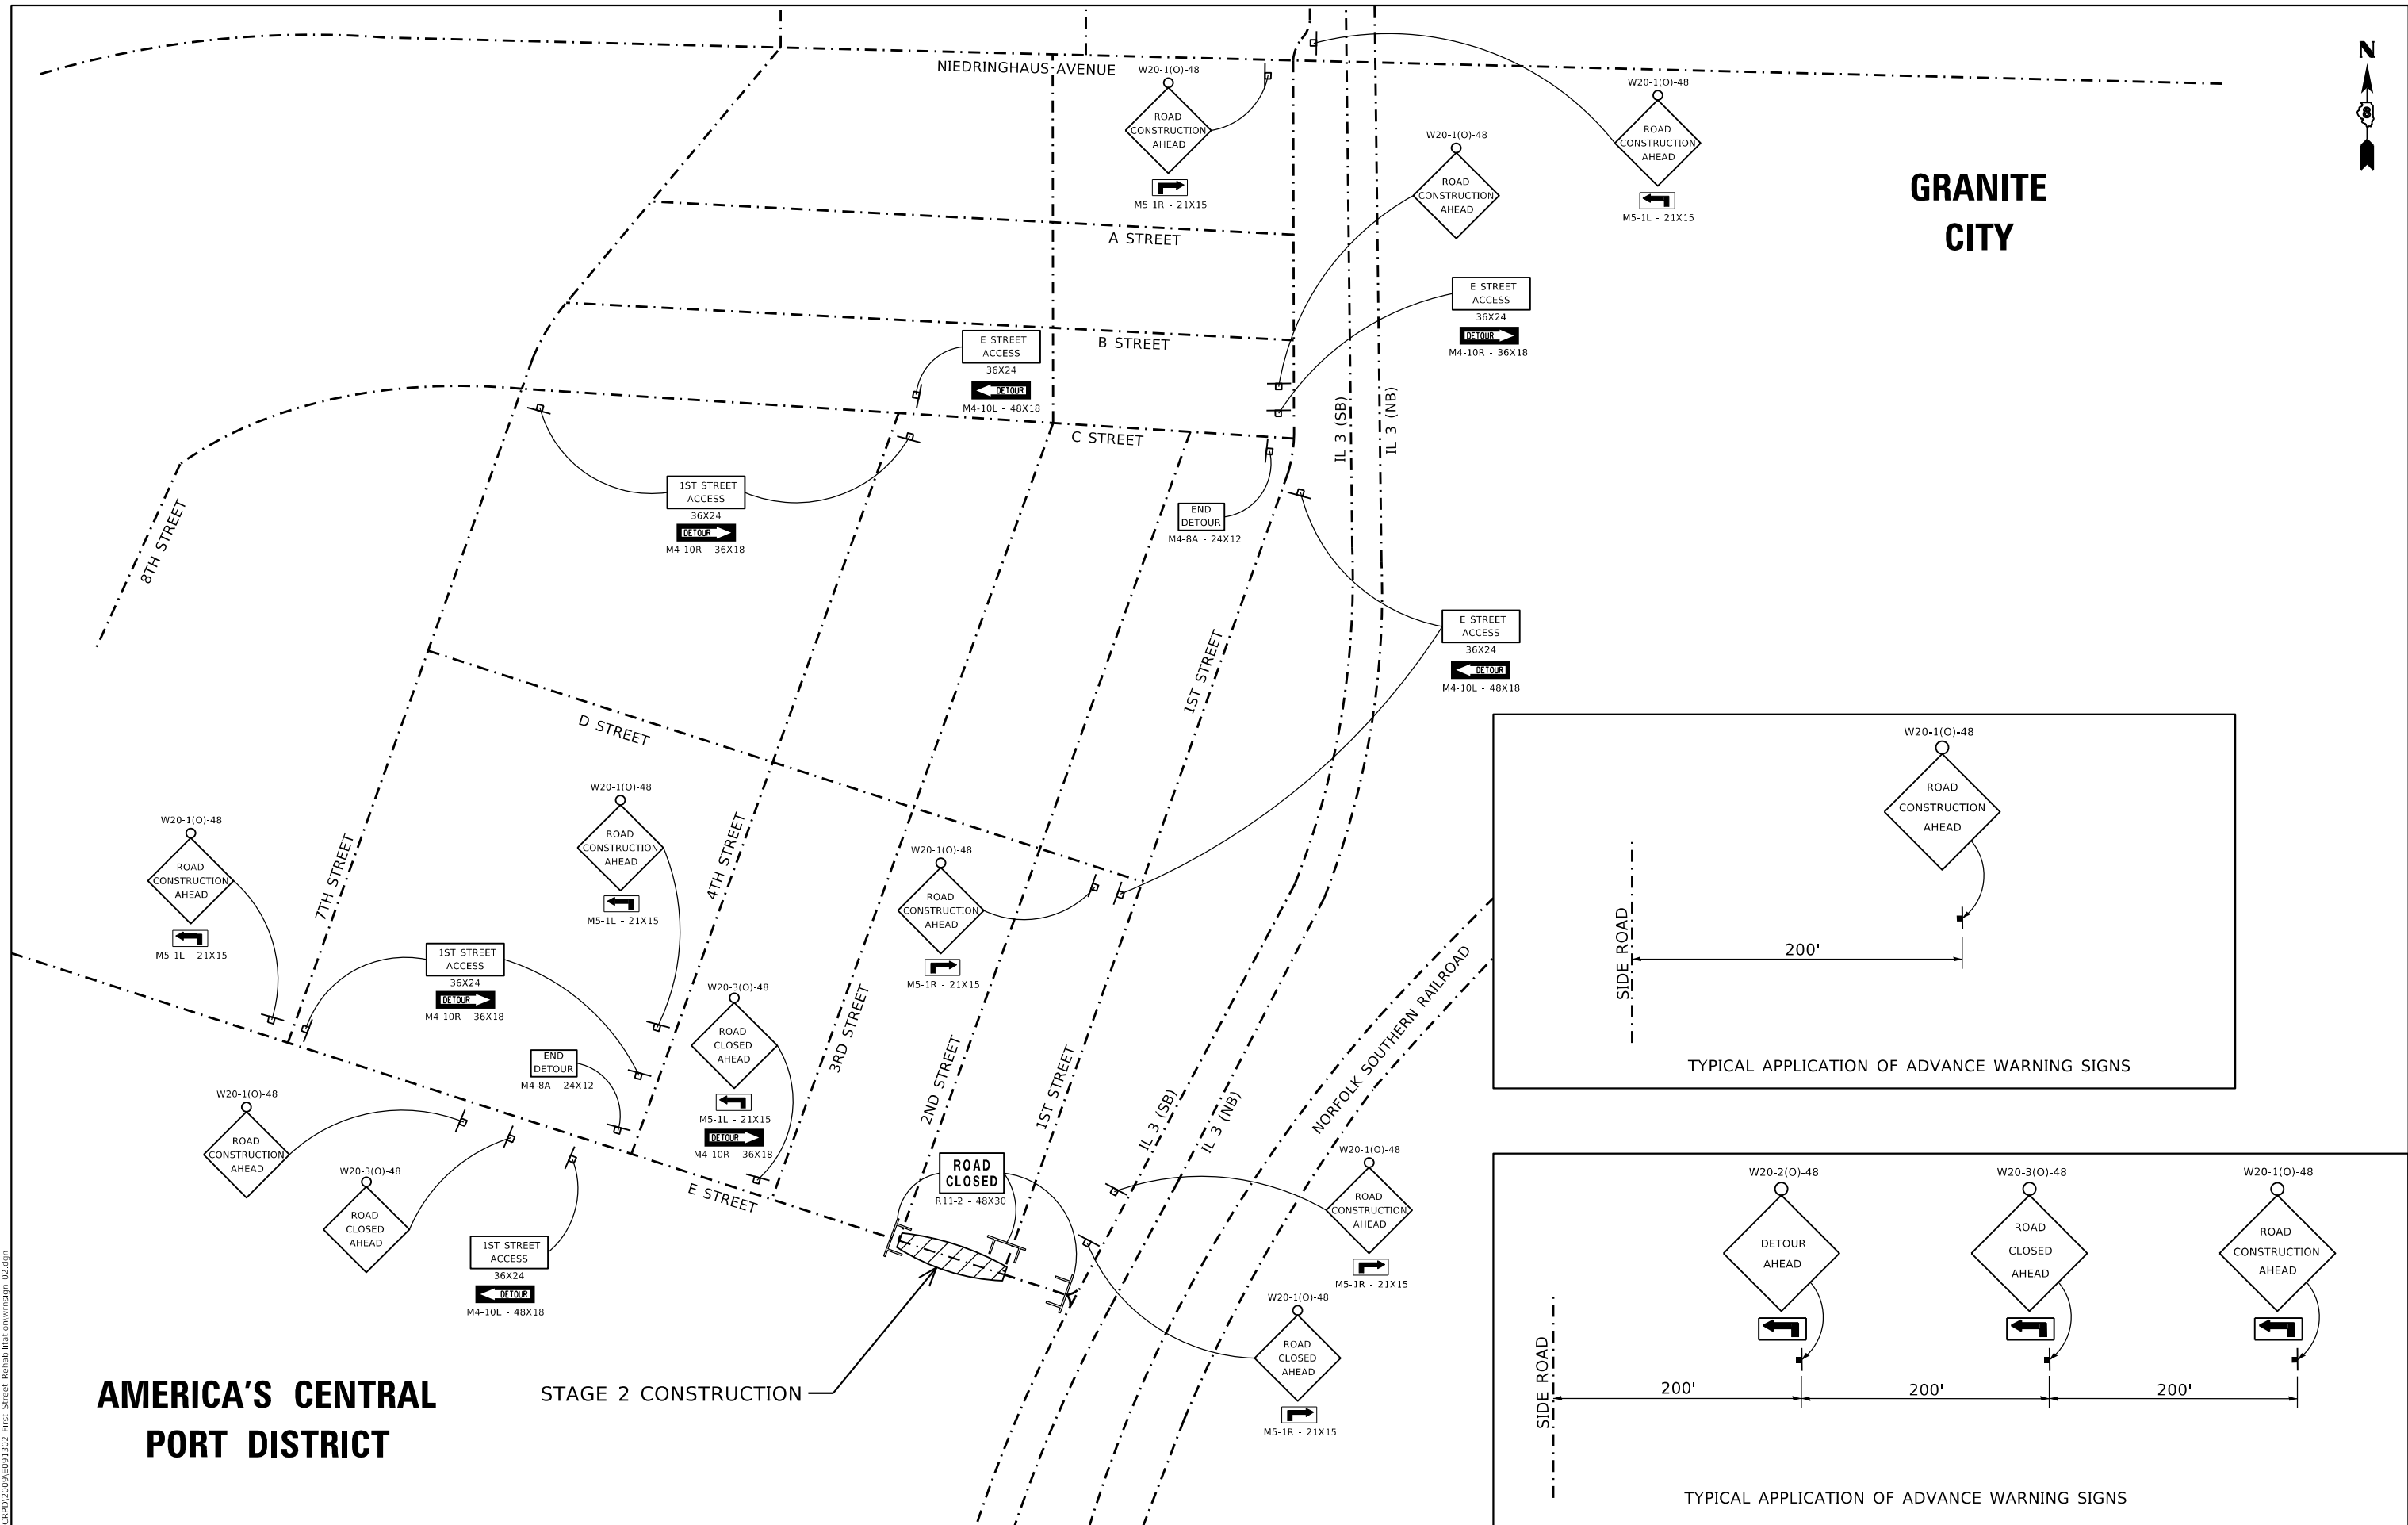 N
8
NIEDRINGHAUS AVENUE
W20-1(O)-48
ROAD
CONSTRUCTION
AHEAD
M5-1R - 21X15
W20-1(O)-48
ROAD
CONSTRUCTION
AHEAD
M5-1L - 21X15
W20-1(O)-48
ROAD
CONSTRUCTION
AHEAD
GRANITE
CITY
A STREET
E STREET
ACCESS
36X24
DETOUR
M4-10R - 36X18
B STREET
E STREET
ACCESS
36X24
DETOUR
M4-10L - 48X18
IL 3 (SB)
IL 3 (NB)
C STREET
1ST STREET
ACCESS
36X24
DETOUR
M4-10R - 36X18
END
DETOUR
M4-8A - 24X12
8TH STREET
E STREET
ACCESS
36X24
DETOUR
M4-10L - 48X18
1ST STREET
D STREET
W20-1(O)-48
ROAD
CONSTRUCTION
AHEAD
M5-1L - 21X15
7TH STREET
W20-1(O)-48
ROAD
CONSTRUCTION
AHEAD
M5-1L - 21X15
4TH STREET
W20-1(O)-48
ROAD
CONSTRUCTION
AHEAD
M5-1R - 21X15
1ST STREET
ACCESS
36X24
DETOUR
M4-10R - 36X18
W20-3(O)-48
ROAD
CLOSED
AHEAD
M5-1L - 21X15
DETOUR
M4-10R - 36X18
3RD STREET
2ND STREET
1ST STREET
END
DETOUR
M4-8A - 24X12
W20-1(O)-48
ROAD
CONSTRUCTION
AHEAD
W20-3(O)-48
ROAD
CLOSED
AHEAD
1ST STREET
ACCESS
36X24
DETOUR
M4-10L - 48X18
E STREET
ROAD
CLOSED
R11-2 - 48X30
IL 3 (SB)
IL 3 (NB)
NORFOLK SOUTHERN RAILROAD
W20-1(O)-48
ROAD
CONSTRUCTION
AHEAD
M5-1R - 21X15
W20-1(O)-48
ROAD
CLOSED
AHEAD
M5-1R - 21X15
STAGE 2 CONSTRUCTION
AMERICA'S CENTRAL
PORT DISTRICT
W20-1(O)-48
ROAD
CONSTRUCTION
AHEAD
SIDE ROAD
200'
TYPICAL APPLICATION OF ADVANCE WARNING SIGNS
W20-2(O)-48
DETOUR
AHEAD
W20-3(O)-48
ROAD
CLOSED
AHEAD
W20-1(O)-48
ROAD
CONSTRUCTION
AHEAD
SIDE ROAD
200'
200'
200'
TYPICAL APPLICATION OF ADVANCE WARNING SIGNS
CRPD\2009\E091302 First Street Rehabilitation\wrnsign_02.dgn